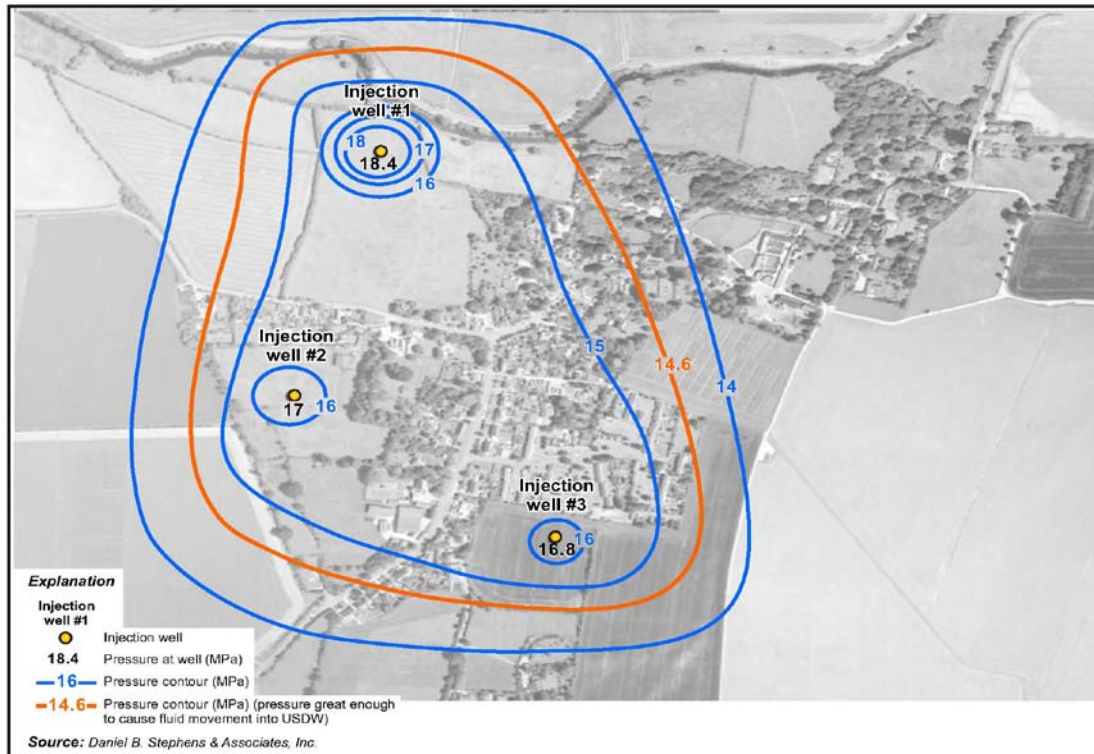 Injection
well #1
18
17
18.4
16
Injection
well #2
16
17
15
14.6
14
Injection
well #3
16
16.8
Explanation
Injection
well #1
Injection well
18.4 Pressure at well (MPa)
16 Pressure contour (MPa)
14.6 Pressure contour (MPa) (pressure great enough
to cause fluid movement into USDW)
Source: Daniel B. Stephens & Associates, Inc.